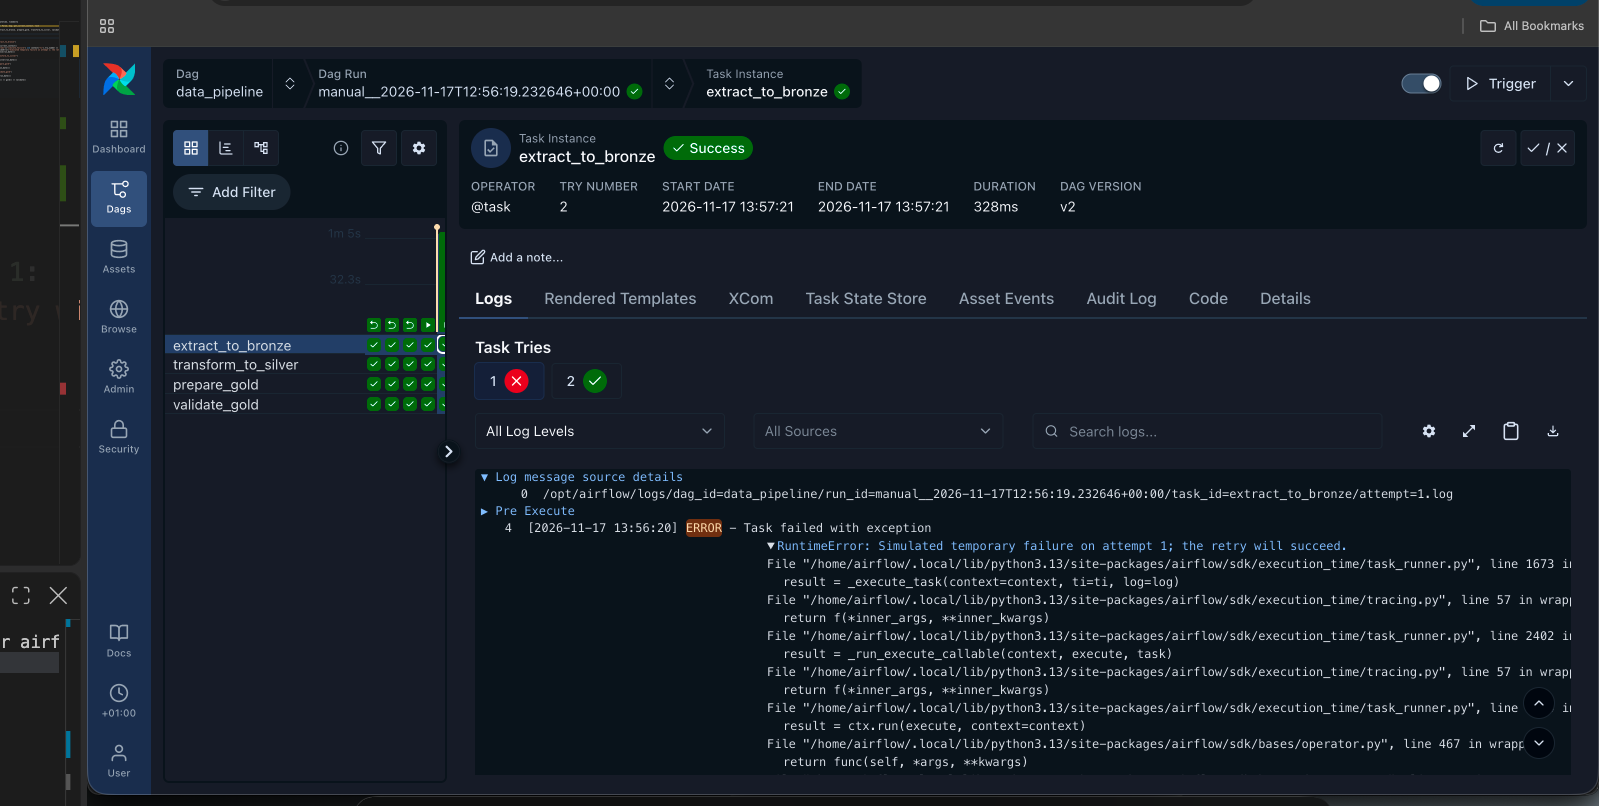 All Bookmarks
Dag
data_pipeline
Dag Run
manual__2026-11-17T12:56:19.232646+00:00
Task Instance
extract_to_bronze
Trigger
Dashboard
Dags
Assets
Browse
Admin
Security
Docs
+01:00
User
Add Filter
1m 5s
32.3s
extract_to_bronze
transform_to_silver
prepare_gold
validate_gold
Task Instance
extract_to_bronze
Success
/
OPERATOR TRY NUMBER START DATE END DATE DURATION DAG VERSION
@task 2 2026-11-17 13:57:21 2026-11-17 13:57:21 328ms v2
Add a note...
Logs Rendered Templates XCom Task State Store Asset Events Audit Log Code Details
Task Tries
1 2
All Log Levels All Sources Search logs...
Log message source details
0 /opt/airflow/logs/dag_id=data_pipeline/run_id=manual__2026-11-17T12:56:19.232646+00:00/task_id=extract_to_bronze/attempt=1.log
Pre Execute
4 [2026-11-17 13:56:20] ERROR – Task failed with exception
RuntimeError: Simulated temporary failure on attempt 1; the retry will succeed.
File "/home/airflow/.local/lib/python3.13/site-packages/airflow/sdk/execution_time/task_runner.py", line 1673 in
result = _execute_task(context=context, ti=ti, log=log)
File "/home/airflow/.local/lib/python3.13/site-packages/airflow/sdk/execution_time/tracing.py", line 57 in wrapp
return f(*inner_args, **inner_kwargs)
File "/home/airflow/.local/lib/python3.13/site-packages/airflow/sdk/execution_time/task_runner.py", line 2402 in
result = _run_execute_callable(context, execute, task)
File "/home/airflow/.local/lib/python3.13/site-packages/airflow/sdk/execution_time/tracing.py", line 57 in wrapp
return f(*inner_args, **inner_kwargs)
File "/home/airflow/.local/lib/python3.13/site-packages/airflow/sdk/execution_time/task_runner.py", line
result = ctx.run(execute, context=context)
File "/home/airflow/.local/lib/python3.13/site-packages/airflow/sdk/bases/operator.py", line 467 in wrapp
return func(self, *args, **kwargs)
1:
try
r airf